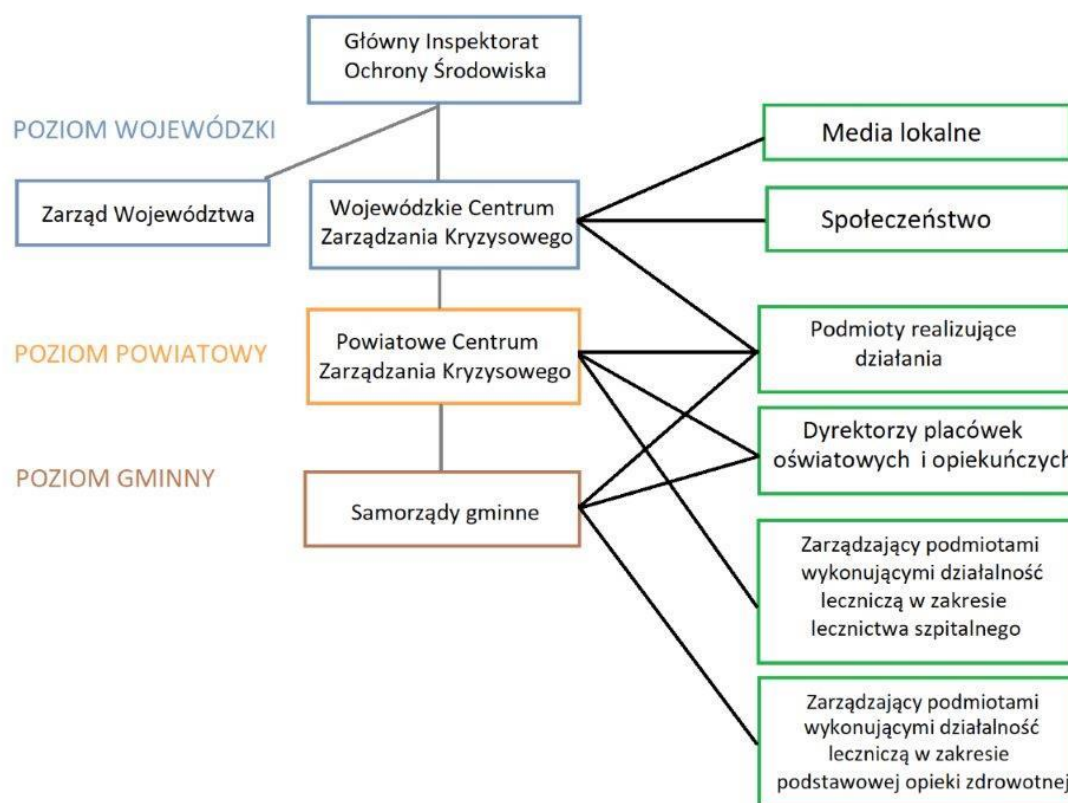 Główny Inspektorat
Ochrony Środowiska
POZIOM WOJEWÓDZKI
Zarząd Województwa
Wojewódzkie Centrum
Zarządzania Kryzysowego
Media lokalne
Społeczeństwo
POZIOM POWIATOWY
Powiatowe Centrum
Zarządzania Kryzysowego
Podmioty realizujące
działania
Dyrektorzy placówek
oświatowych i opiekuńczych
POZIOM GMINNY
Samorządy gminne
Zarządzający podmiotami
wykonującymi działalność
leczniczą w zakresie
lecznictwa szpitalnego
Zarządzający podmiotami
wykonującymi działalność
leczniczą w zakresie
podstawowej opieki zdrowotnej